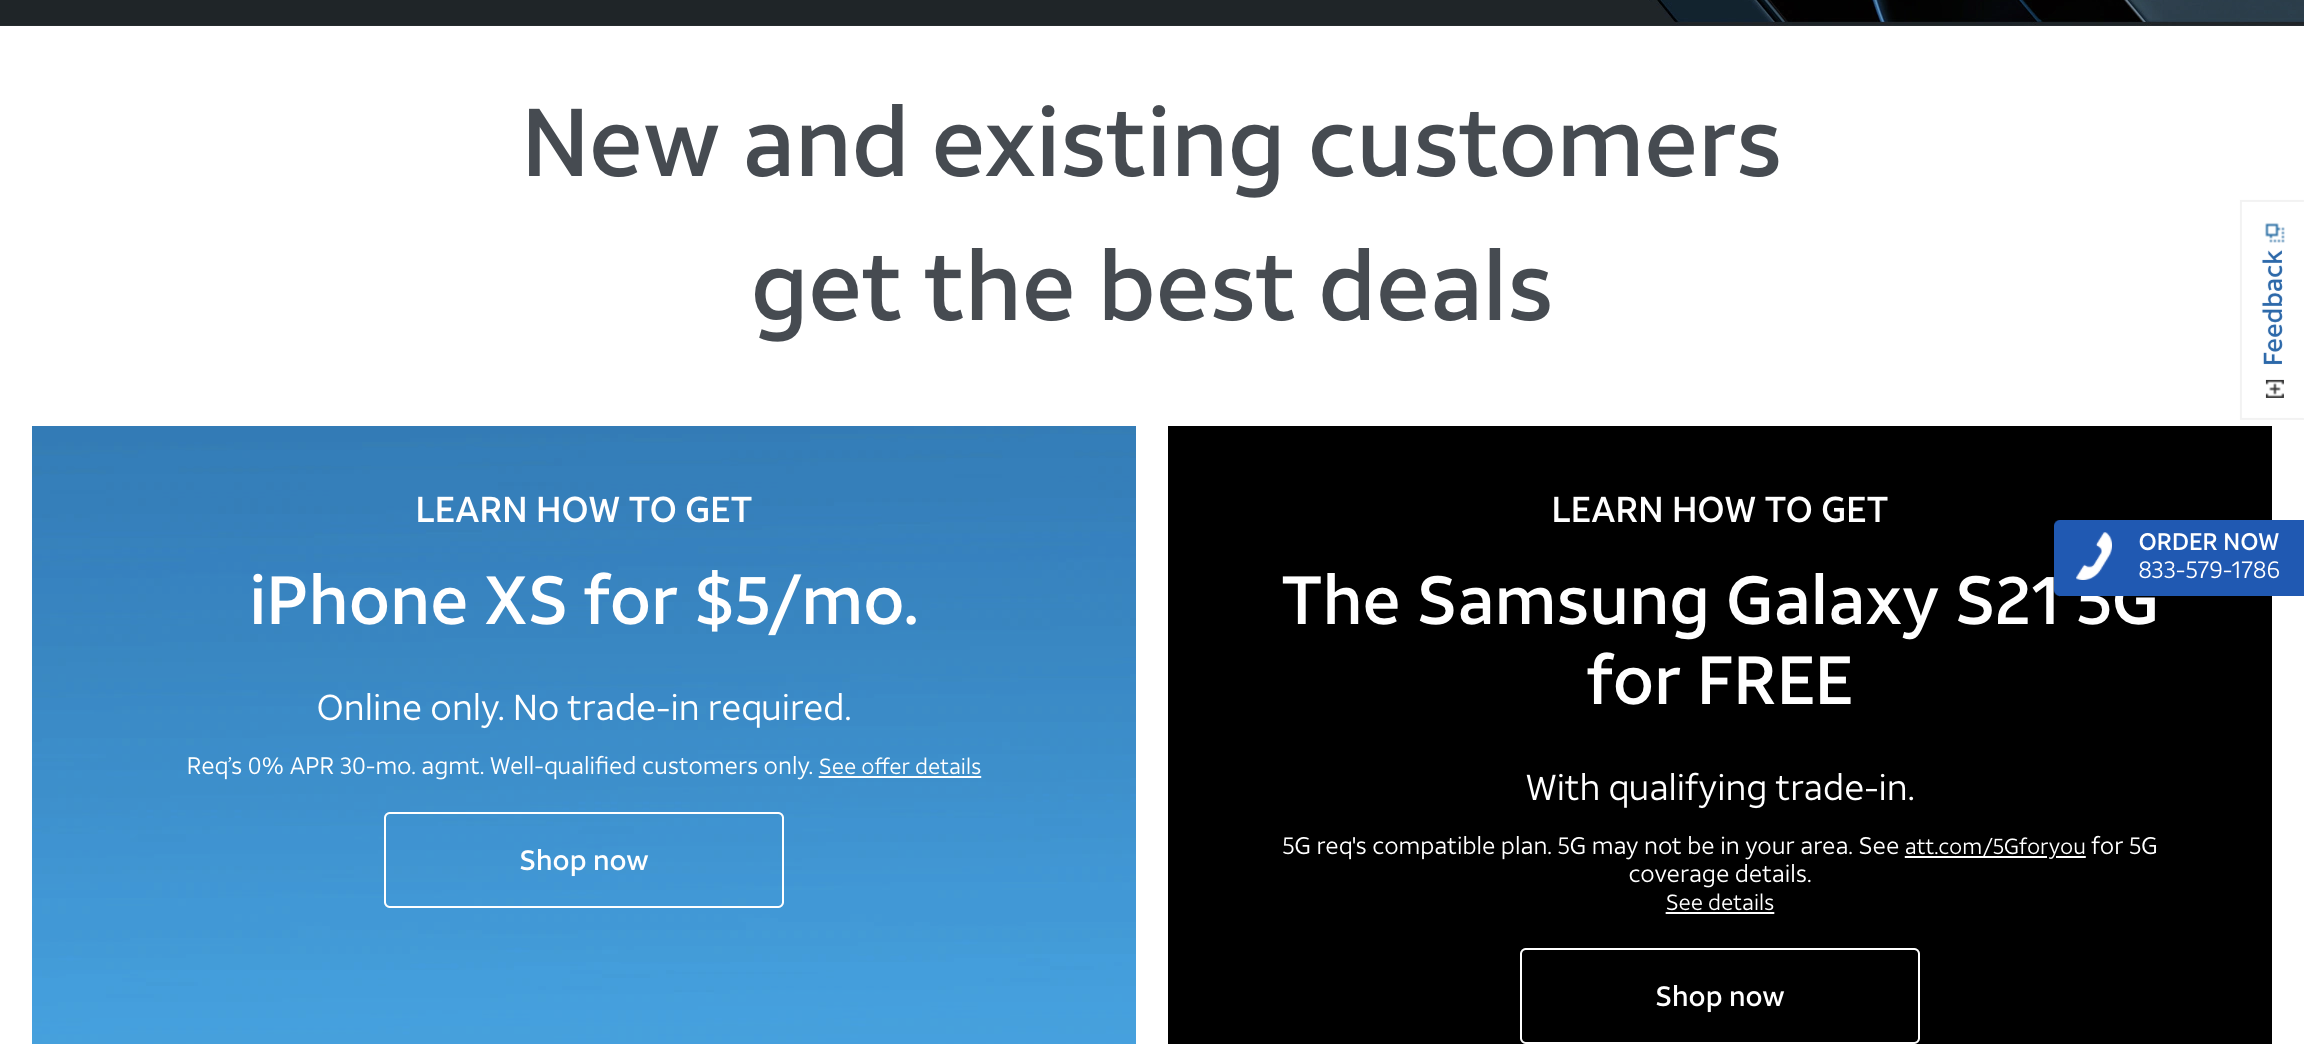 New and existing customers
get the best deals
Feedback
LEARN HOW TO GET
iPhone XS for $5/mo.
Online only. No trade-in required.
Req's 0% APR 30-mo. agmt. Well-qualified customers only. See offer details
Shop now
LEARN HOW TO GET
ORDER NOW
833-579-1786
The Samsung Galaxy S21 5G
for FREE
With qualifying trade-in.
5G req's compatible plan. 5G may not be in your area. See att.com/5Gforyou for 5G
coverage details.
See details
Shop now